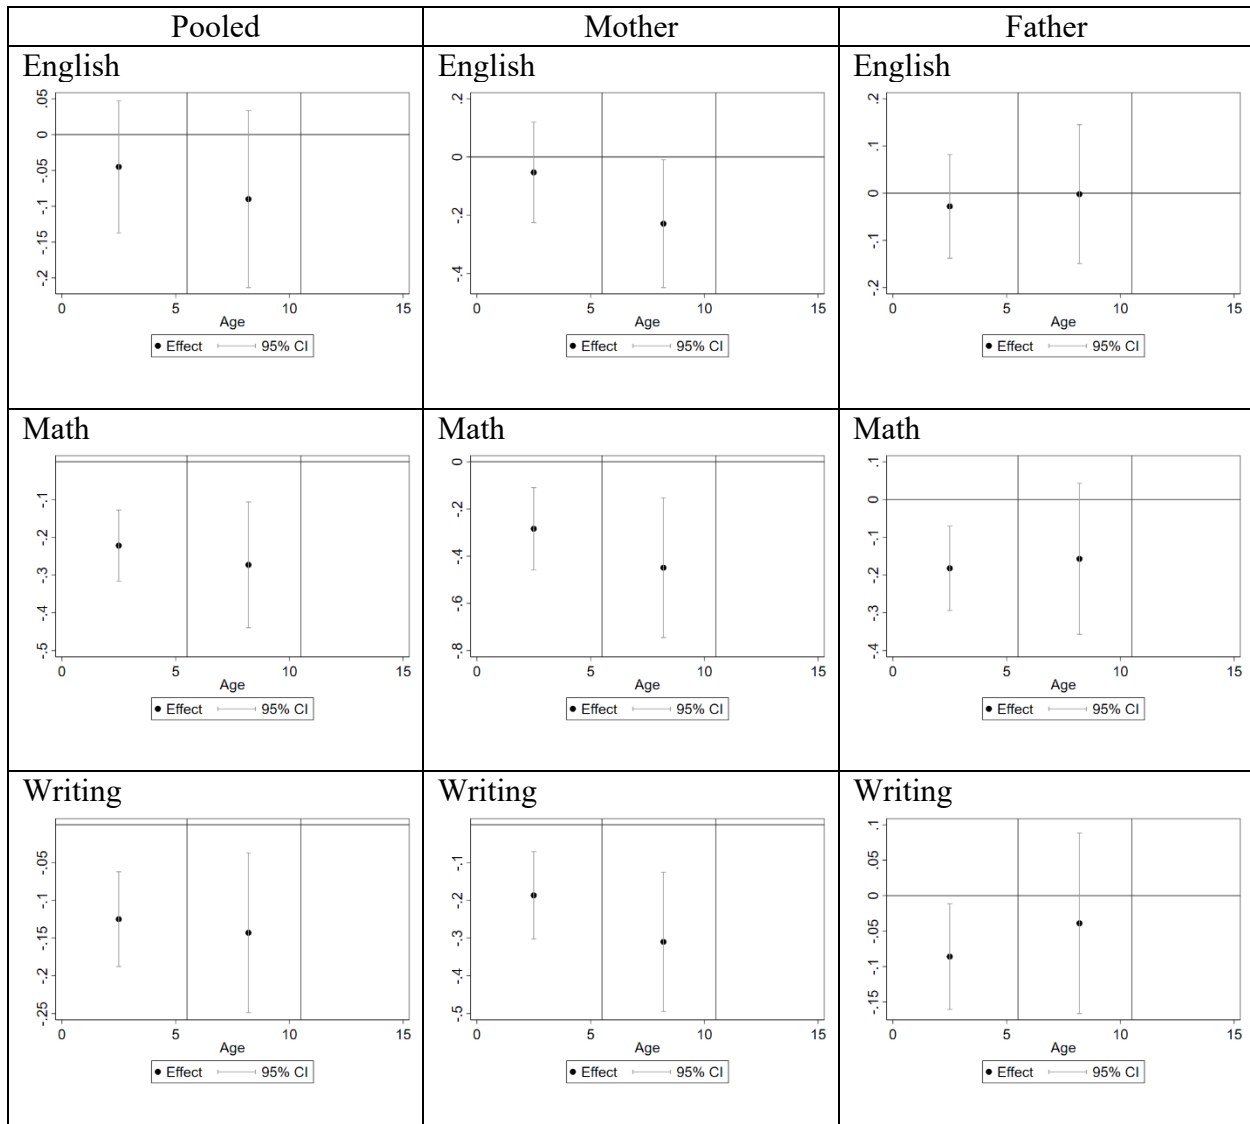 Pooled Mother Father
English English English
.05 0 -.05 -.1 -.15 -.2
0 5 10 15
Age
Effect 95% CI
.2 0 -.2 -.4
0 5 10 15
Age
Effect 95% CI
.2 .1 0 -.1 -.2
0 5 10 15
Age
Effect 95% CI
Math Math Math
-.1 -.2 -.3 -.4 -.5
0 5 10 15
Age
Effect 95% CI
0 -.2 -.4 -.6 -.8
0 5 10 15
Age
Effect 95% CI
.1 0 -.1 -.2 -.3 -.4
0 5 10 15
Age
Effect 95% CI
Writing Writing Writing
-.05 -.1 -.15 -.2 -.25
0 5 10 15
Age
Effect 95% CI
-.1 -.2 -.3 -.4 -.5
0 5 10 15
Age
Effect 95% CI
.1 .05 0 -.05 -.1 -.15
0 5 10 15
Age
Effect 95% CI